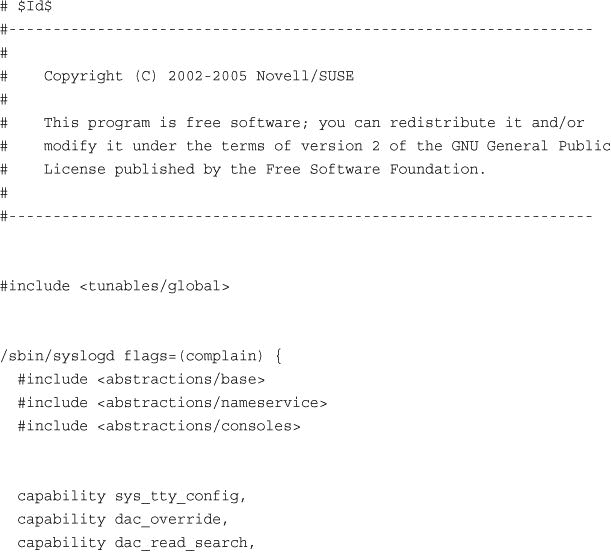 # $Id$
#------------------------------------------------------------------
#
#    Copyright (C) 2002-2005 Novell/SUSE
#
#    This program is free software; you can redistribute it and/or
#    modify it under the terms of version 2 of the GNU General Public
#    License published by the Free Software Foundation.
#
#------------------------------------------------------------------
#include <tunables/global>
/sbin/syslogd flags=(complain) {
  #include <abstractions/base>
  #include <abstractions/nameservice>
  #include <abstractions/consoles>
  capability sys_tty_config,
  capability dac_override,
  capability dac_read_search,